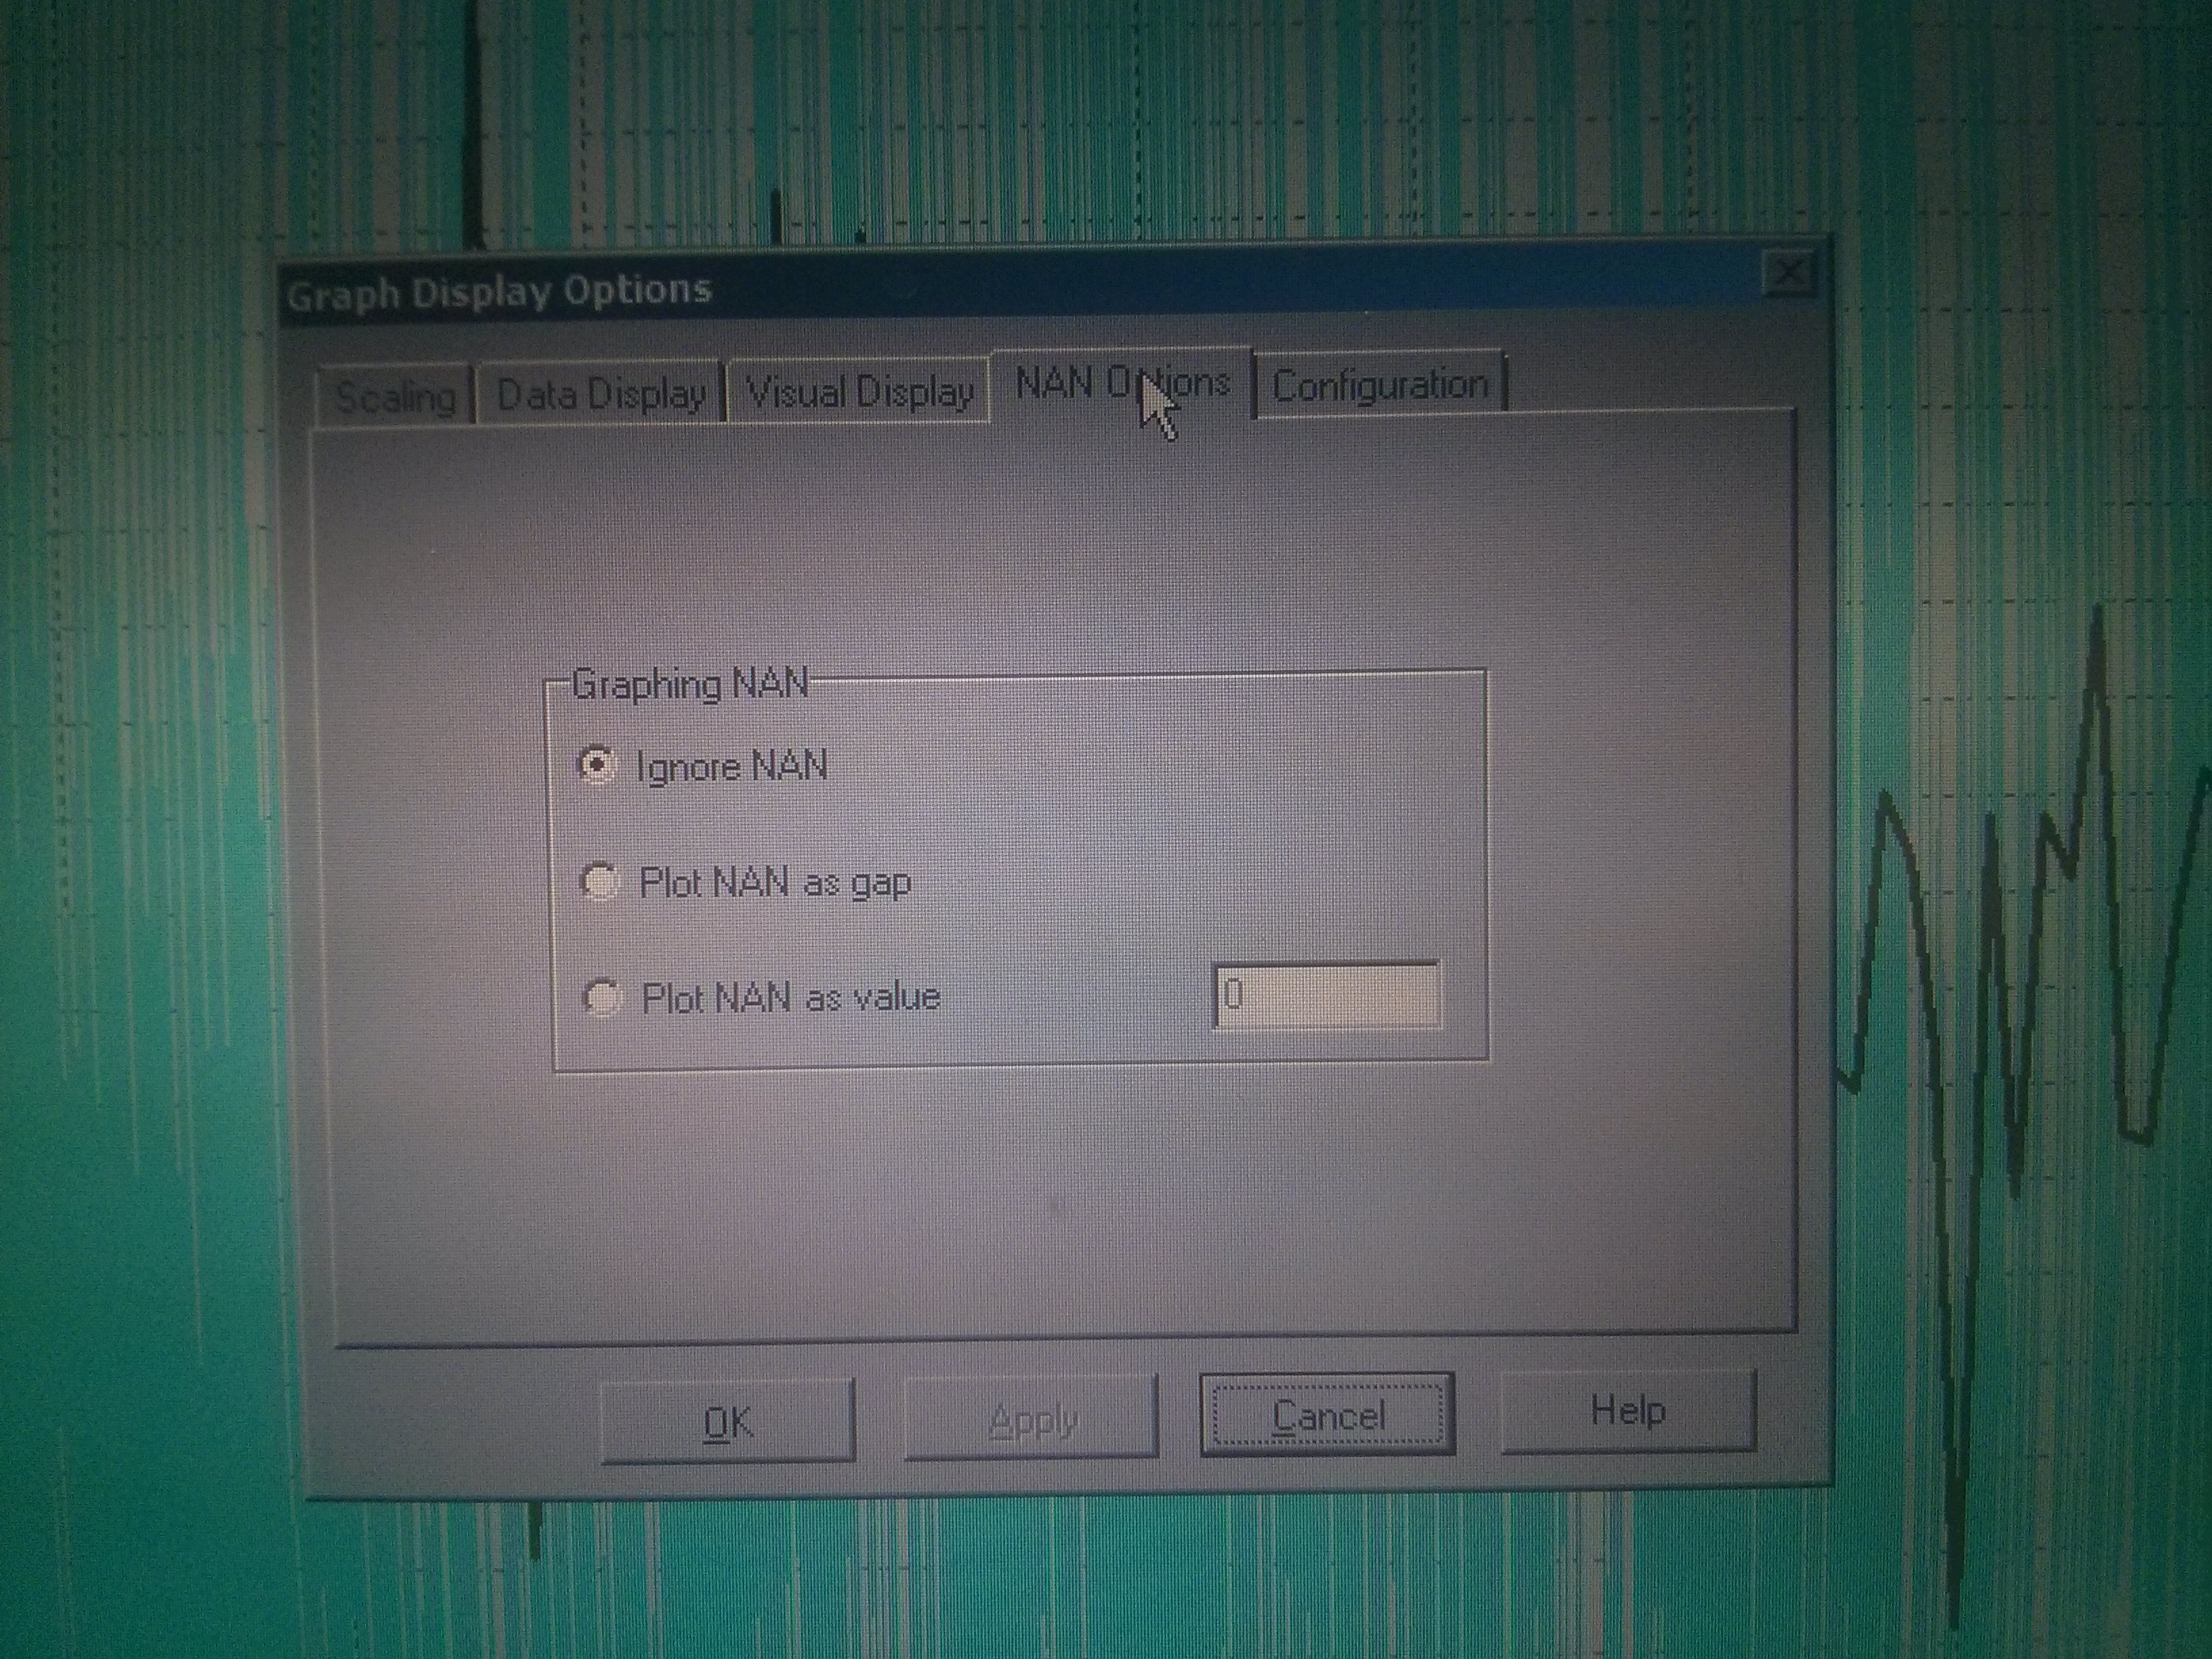 Graph Display Options
Scaling Data Display Visual Display NAN Options Configuration
Graphing NAN
Ignore NAN
Plot NAN as gap
Plot NAN as value 0
OK Apply Cancel Help